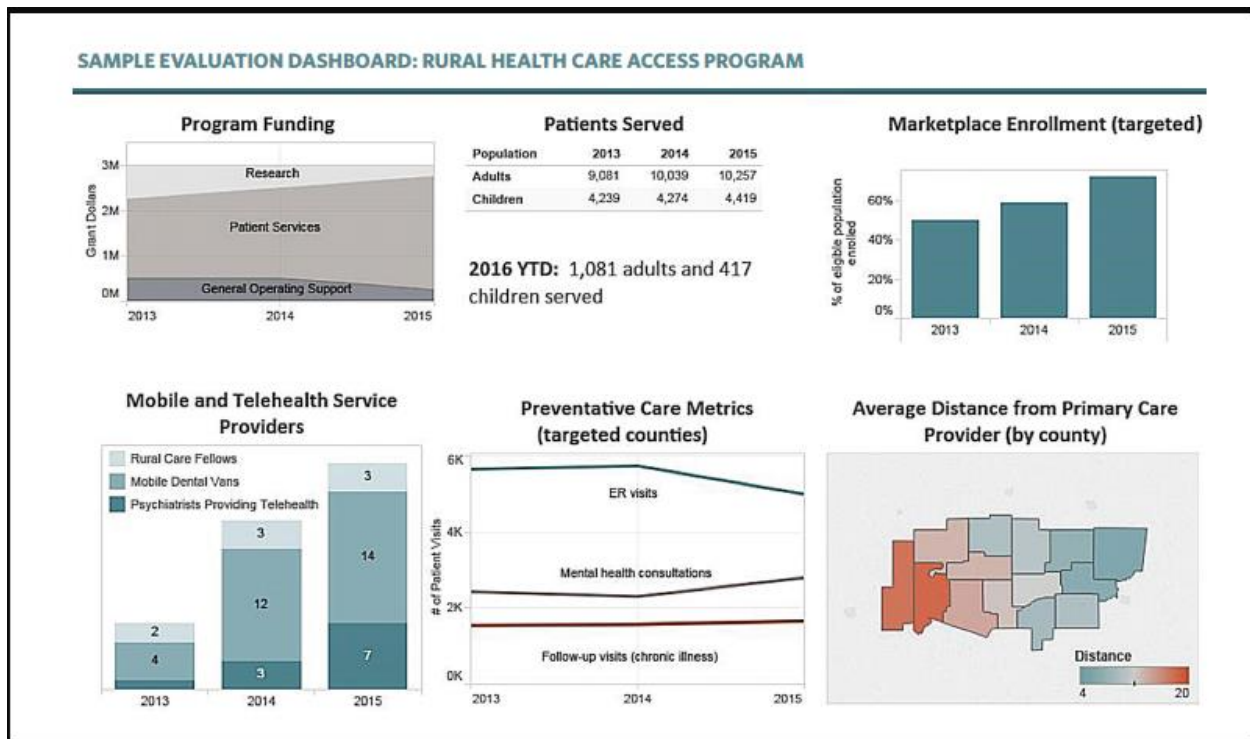 SAMPLE EVALUATION DASHBOARD: RURAL HEALTH CARE ACCESS PROGRAM
Program Funding
3M
2M
1M
0M
Grant Dollars
Research
Patient Services
General Operating Support
2013 2014 2015
Patients Served
Population 2013 2014 2015
Adults 9,081 10,039 10,257
Children 4,239 4,274 4,419
2016 YTD: 1,081 adults and 417
children served
Marketplace Enrollment (targeted)
% of eligible population
enrolled
60%
40%
20%
0%
2013 2014 2015
Mobile and Telehealth Service
Providers
Rural Care Fellows
Mobile Dental Vans
Psychiatrists Providing Telehealth
2
4
3
12
3
3
14
7
2013 2014 2015
Preventative Care Metrics
(targeted counties)
# of Patient Visits
6K
4K
2K
0K
ER visits
Mental health consultations
Follow-up visits (chronic illness)
2013 2014 2015
Average Distance from Primary Care
Provider (by county)
Distance
4 20